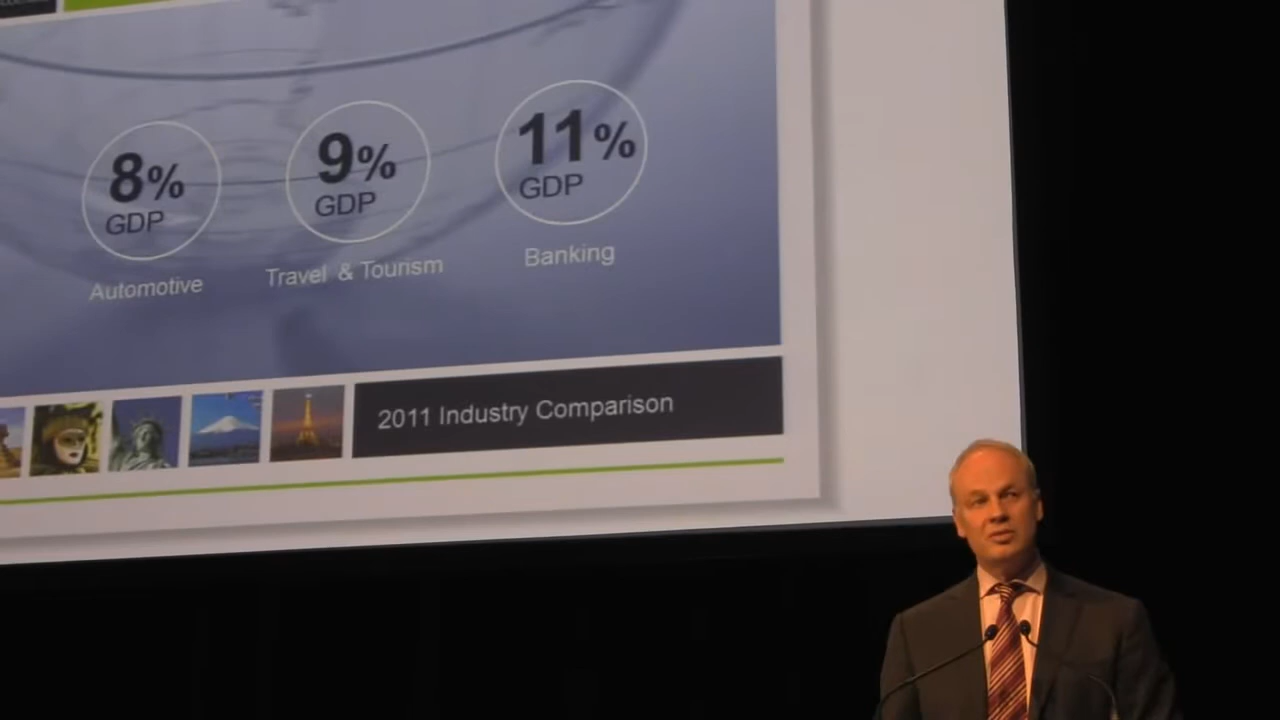 8%
GDP
Automotive
9%
GDP
Travel & Tourism
11%
GDP
Banking
2011 Industry Comparison